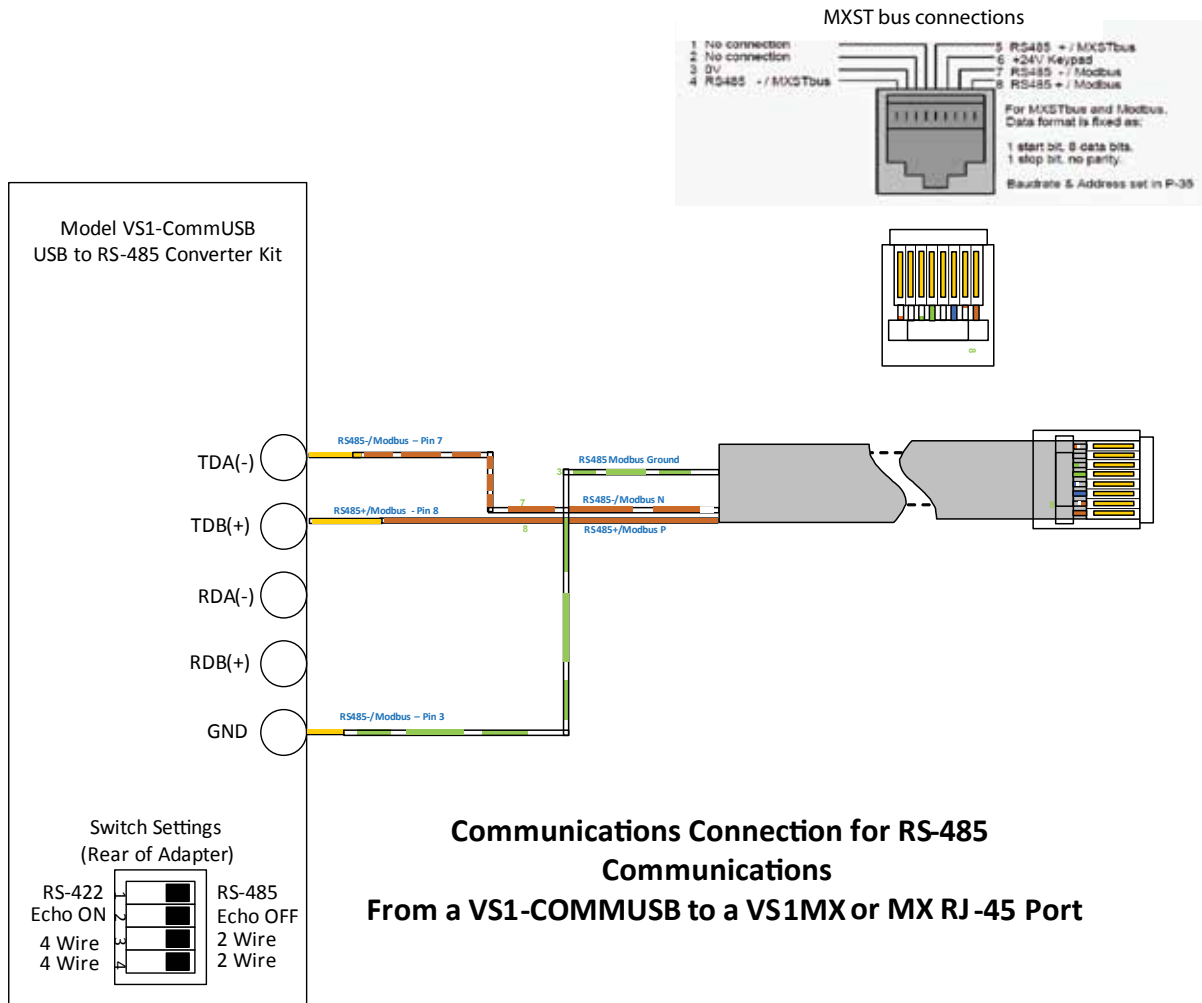 MXST bus connections
1 No connection
2 No connection
3 0V
4 RS485 - / MXSTbus
5 RS485 + / MXSTbus
6 +24V Keypad
7 RS485 - / Modbus
8 RS485 + / Modbus
For MXSTbus and Modbus.
Data format is fixed as:
1 start bit, 8 data bits.
1 stop bit, no parity.
Baudrate & Address set in P-35
8
Model VS1-CommUSB
USB to RS-485 Converter Kit
TDA(-)
TDB(+)
RDA(-)
RDB(+)
GND
RS485-/Modbus – Pin 7
RS485+/Modbus - Pin 8
RS485-/Modbus – Pin 3
3
RS485 Modbus Ground
7
RS485-/Modbus N
8
RS485+/Modbus P
Switch Settings
(Rear of Adapter)
RS-422 1 RS-485
Echo ON 2 Echo OFF
4 Wire 3 2 Wire
4 Wire 4 2 Wire
Communications Connection for RS-485
Communications
From a VS1-COMMUSB to a VS1MX or MX RJ-45 Port